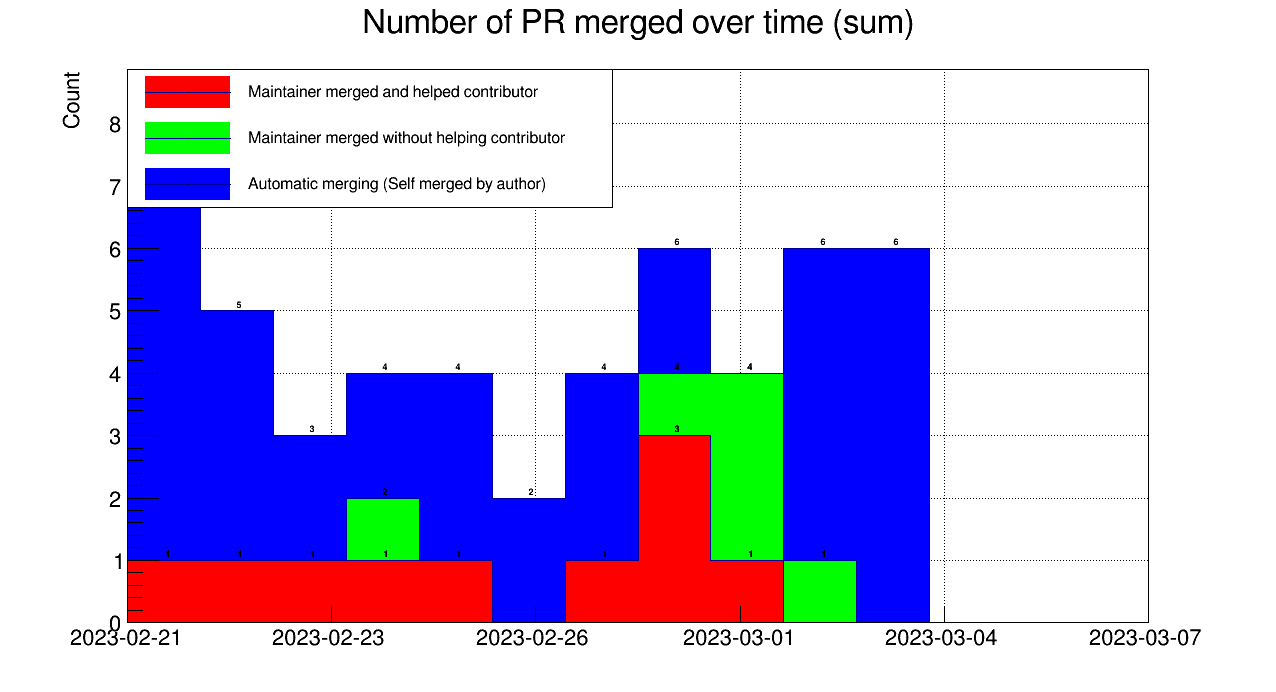 Number of PR merged over time (sum)
Count
Maintainer merged and helped contributor
Maintainer merged without helping contributor
Automatic merging (Self merged by author)
8
7
6
5
4
3
2
1
0
6 6 6
5
4 4 4 4 4
3 3
2 2
1 1 1 1 1 1 1 1
2023-02-21 2023-02-23 2023-02-26 2023-03-01 2023-03-04 2023-03-07